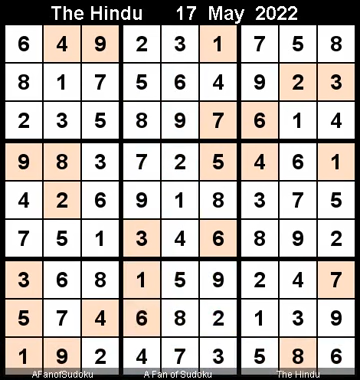 The Hindu 17 May 2022
6 4 9 2 3 1 7 5 8
8 1 7 5 6 4 9 2 3
2 3 5 8 9 7 6 1 4
9 8 3 7 2 5 4 6 1
4 2 6 9 1 8 3 7 5
7 5 1 3 4 6 8 9 2
3 6 8 1 5 9 2 4 7
5 7 4 6 8 2 1 3 9
1 9 2 4 7 3 5 8 6
AFanofSudoku A Fan of Sudoku The Hindu